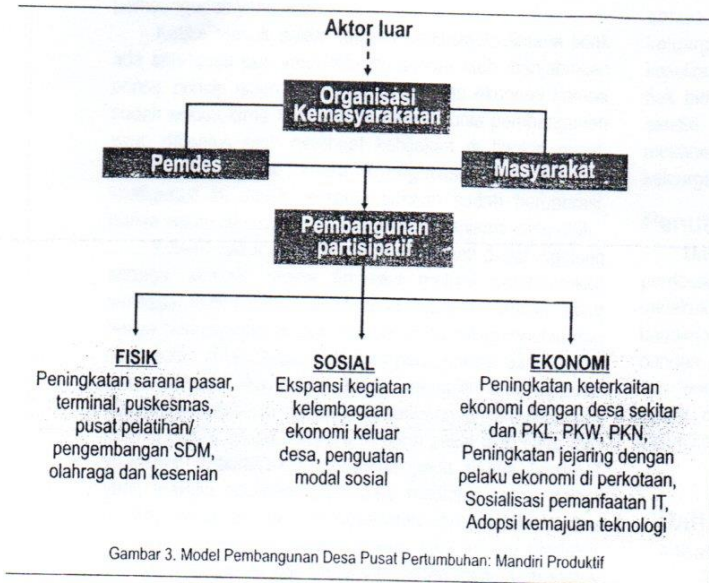 Aktor luar
Organisasi
Kemasyarakatan
Pemdes
Masyarakat
Pembangunan
partisipatif
FISIK
Peningkatan sarana pasar,
terminal, puskesmas,
pusat pelatihan/
pengembangan SDM,
olahraga dan kesenian
SOSIAL
Ekspansi kegiatan
kelembagaan
ekonomi keluar
desa, penguatan
modal sosial
EKONOMI
Peningkatan keterkaitan
ekonomi dengan desa sekitar
dan PKL, PKW, PKN,
Peningkatan jejaring dengan
pelaku ekonomi di perkotaan,
Sosialisasi pemanfaatan IT,
Adopsi kemajuan teknologi
Gambar 3. Model Pembangunan Desa Pusat Pertumbuhan: Mandiri Produktif